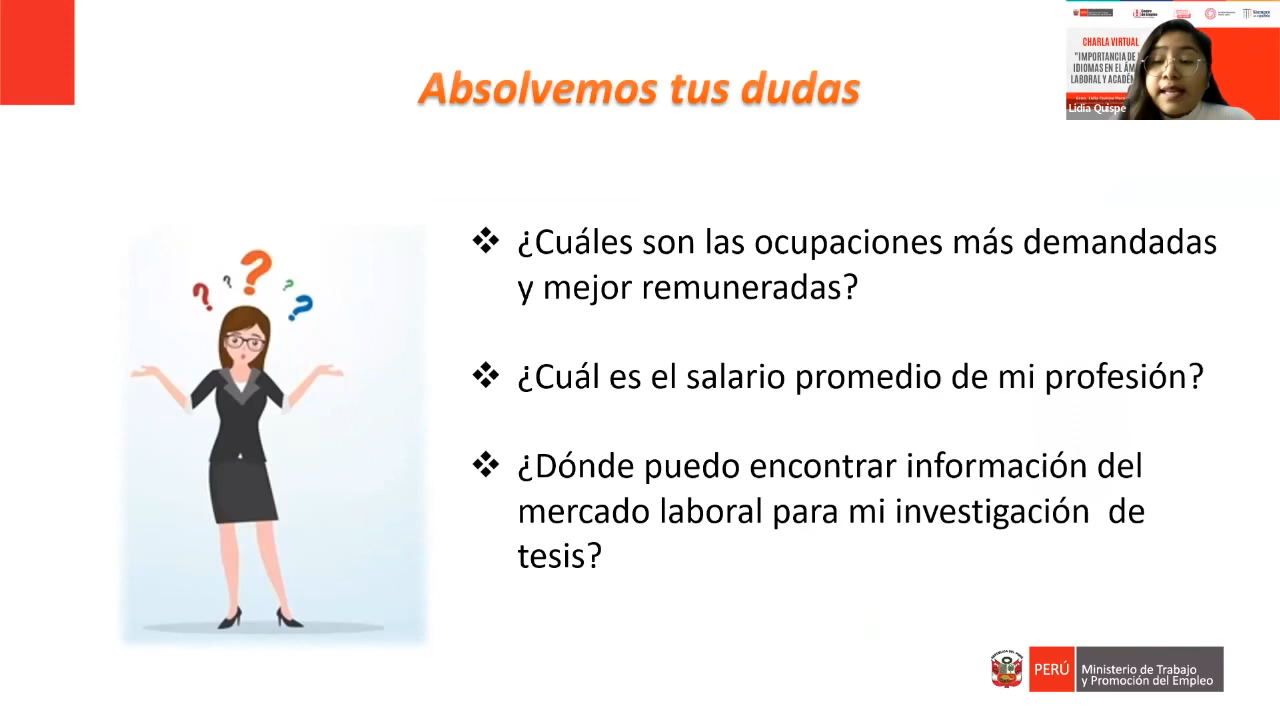 Absolvemos tus dudas
CHARLA VIRTUAL
"IMPORTANCIA DE
IDIOMAS EN EL
LABORAL Y
Lidia Quispe
❖ ¿Cuáles son las ocupaciones más demandadas
y mejor remuneradas?
❖ ¿Cuál es el salario promedio de mi profesión?
❖ ¿Dónde puedo encontrar información del
mercado laboral para mi investigación de
tesis?
PERÚ
Ministerio de Trabajo
y Promoción del Empleo